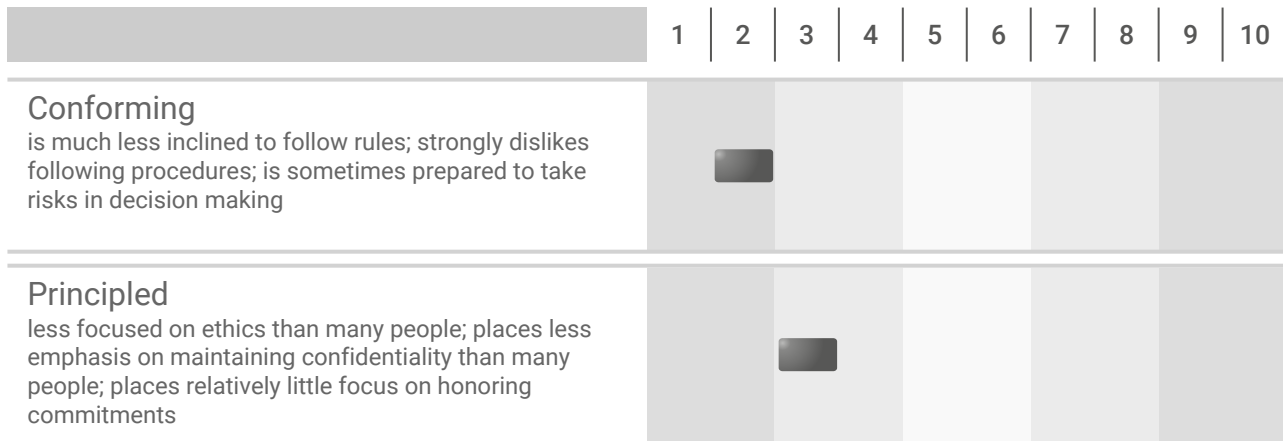 1 2 3 4 5 6 7 8 9 10
Conforming
is much less inclined to follow rules; strongly dislikes
following procedures; is sometimes prepared to take
risks in decision making
Principled
less focused on ethics than many people; places less
emphasis on maintaining confidentiality than many
people; places relatively little focus on honoring
commitments